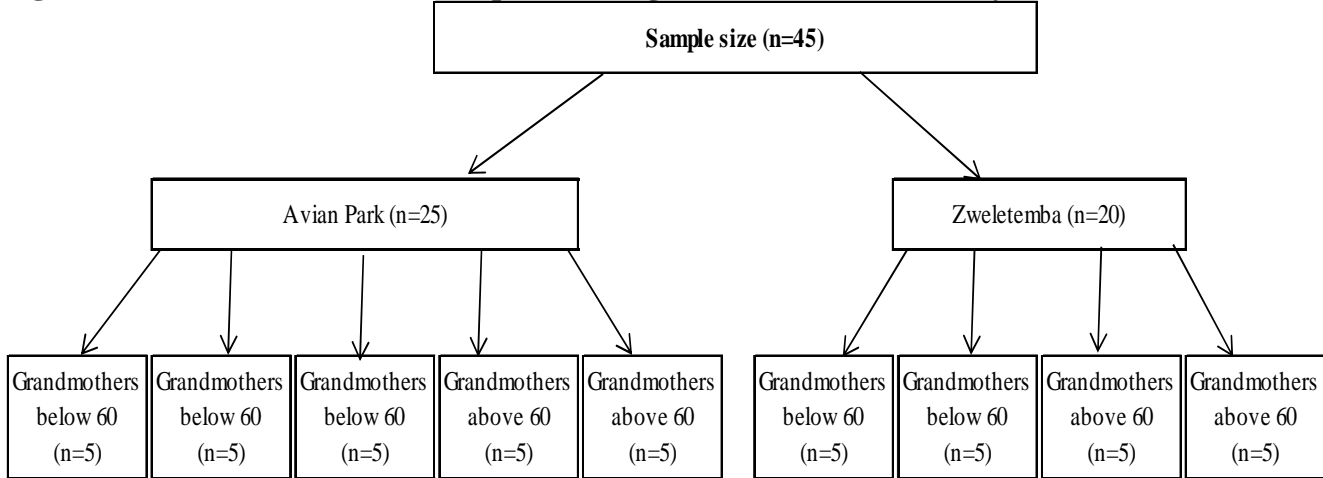 Sample size (n=45)
Avian Park (n=25)
Zweletemba (n=20)
Grandmothers
below 60
(n=5)
Grandmothers
below 60
(n=5)
Grandmothers
below 60
(n=5)
Grandmothers
above 60
(n=5)
Grandmothers
above 60
(n=5)
Grandmothers
below 60
(n=5)
Grandmothers
below 60
(n=5)
Grandmothers
above 60
(n=5)
Grandmothers
above 60
(n=5)